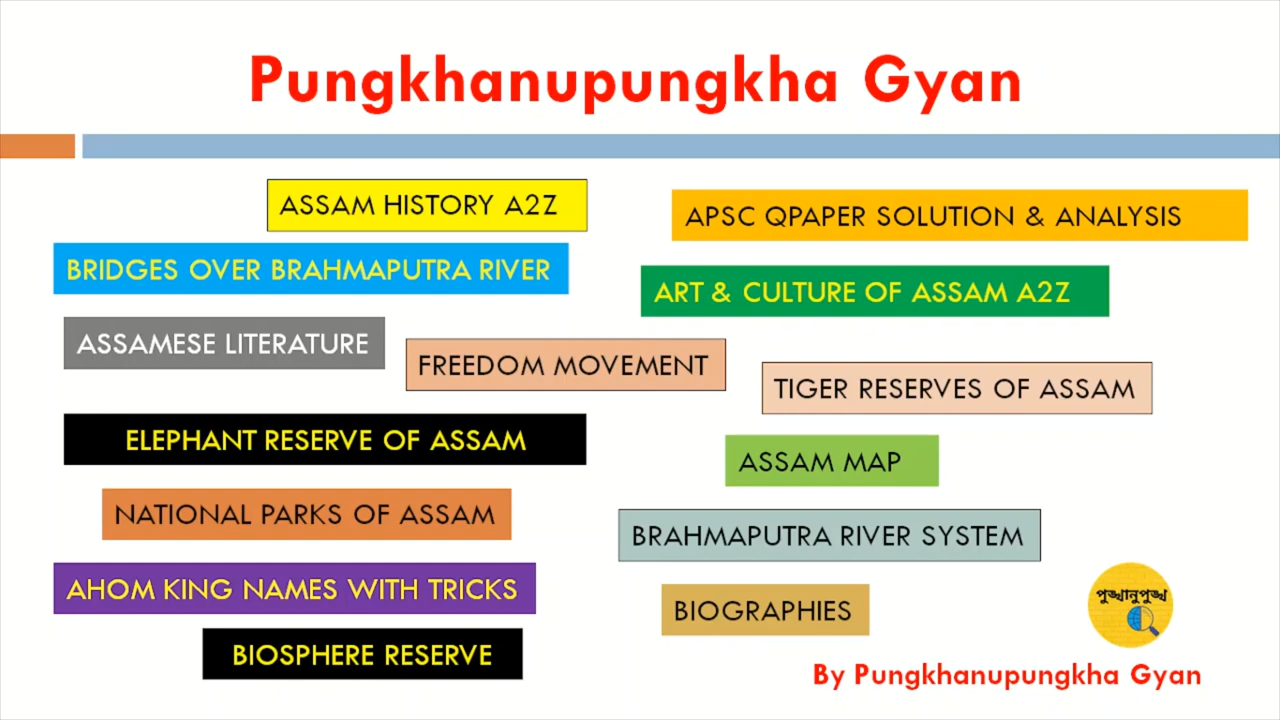 Pungkhanupungkha Gyan
ASSAM HISTORY A2Z
APSC QPAPER SOLUTION & ANALYSIS
BRIDGES OVER BRAHMAPUTRA RIVER
ART & CULTURE OF ASSAM A2Z
ASSAMESE LITERATURE
FREEDOM MOVEMENT
TIGER RESERVES OF ASSAM
ELEPHANT RESERVE OF ASSAM
ASSAM MAP
NATIONAL PARKS OF ASSAM
BRAHMAPUTRA RIVER SYSTEM
AHOM KING NAMES WITH TRICKS
BIOGRAPHIES
পুঙ্খানুপুঙ্খ
BIOSPHERE RESERVE
By Pungkhanupungkha Gyan